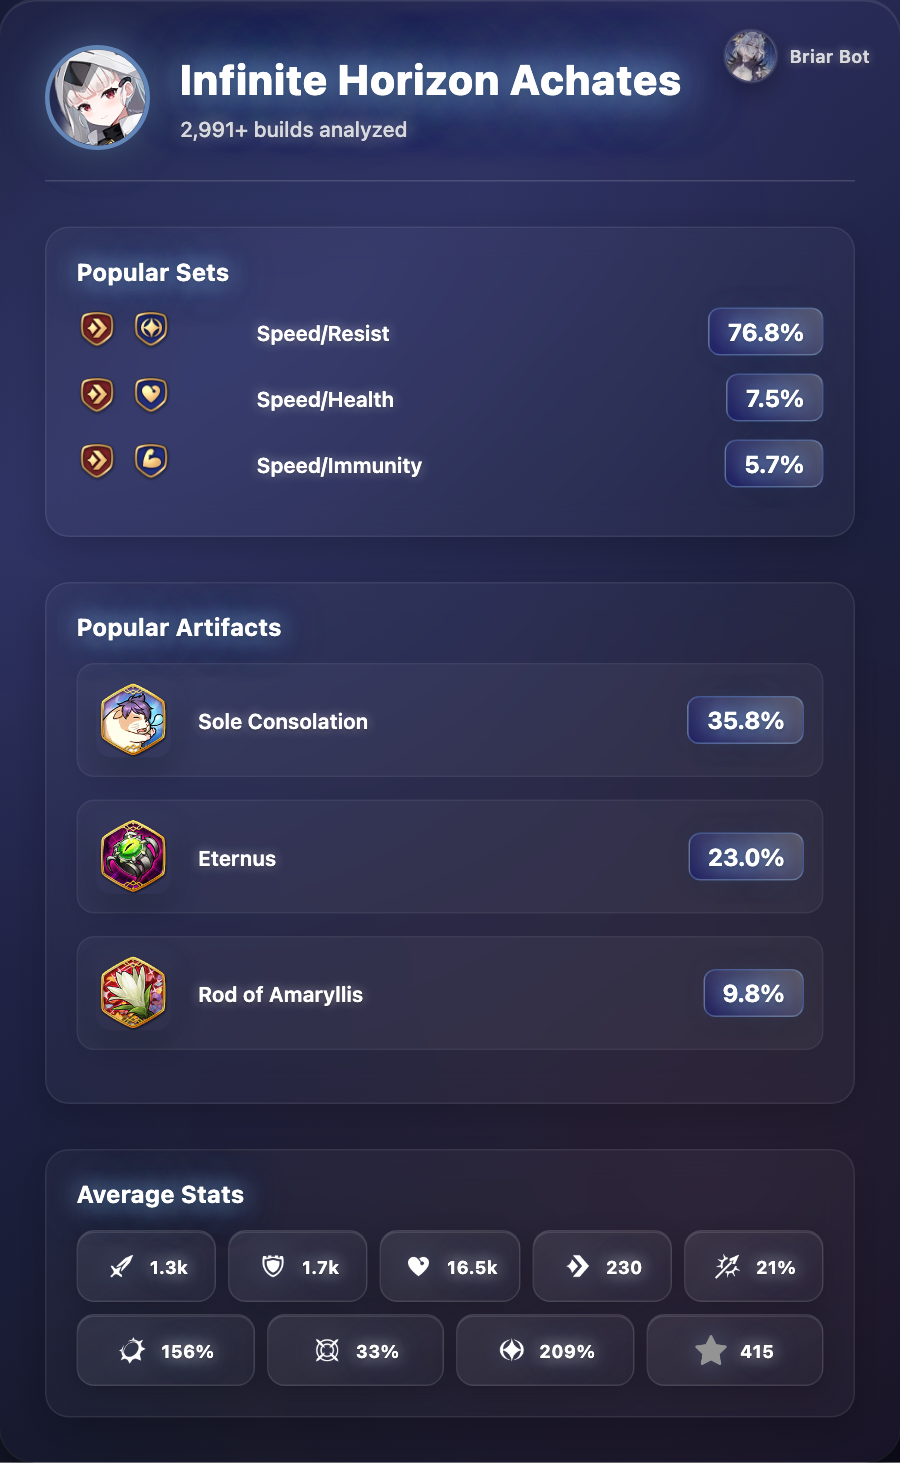 Infinite Horizon Achates
2,991+ builds analyzed
Briar Bot
Popular Sets
Speed/Resist 76.8%
Speed/Health 7.5%
Speed/Immunity 5.7%
Popular Artifacts
Sole Consolation 35.8%
Eternus 23.0%
Rod of Amaryllis 9.8%
Average Stats
1.3k 1.7k 16.5k 230 21%
156% 33% 209% 415